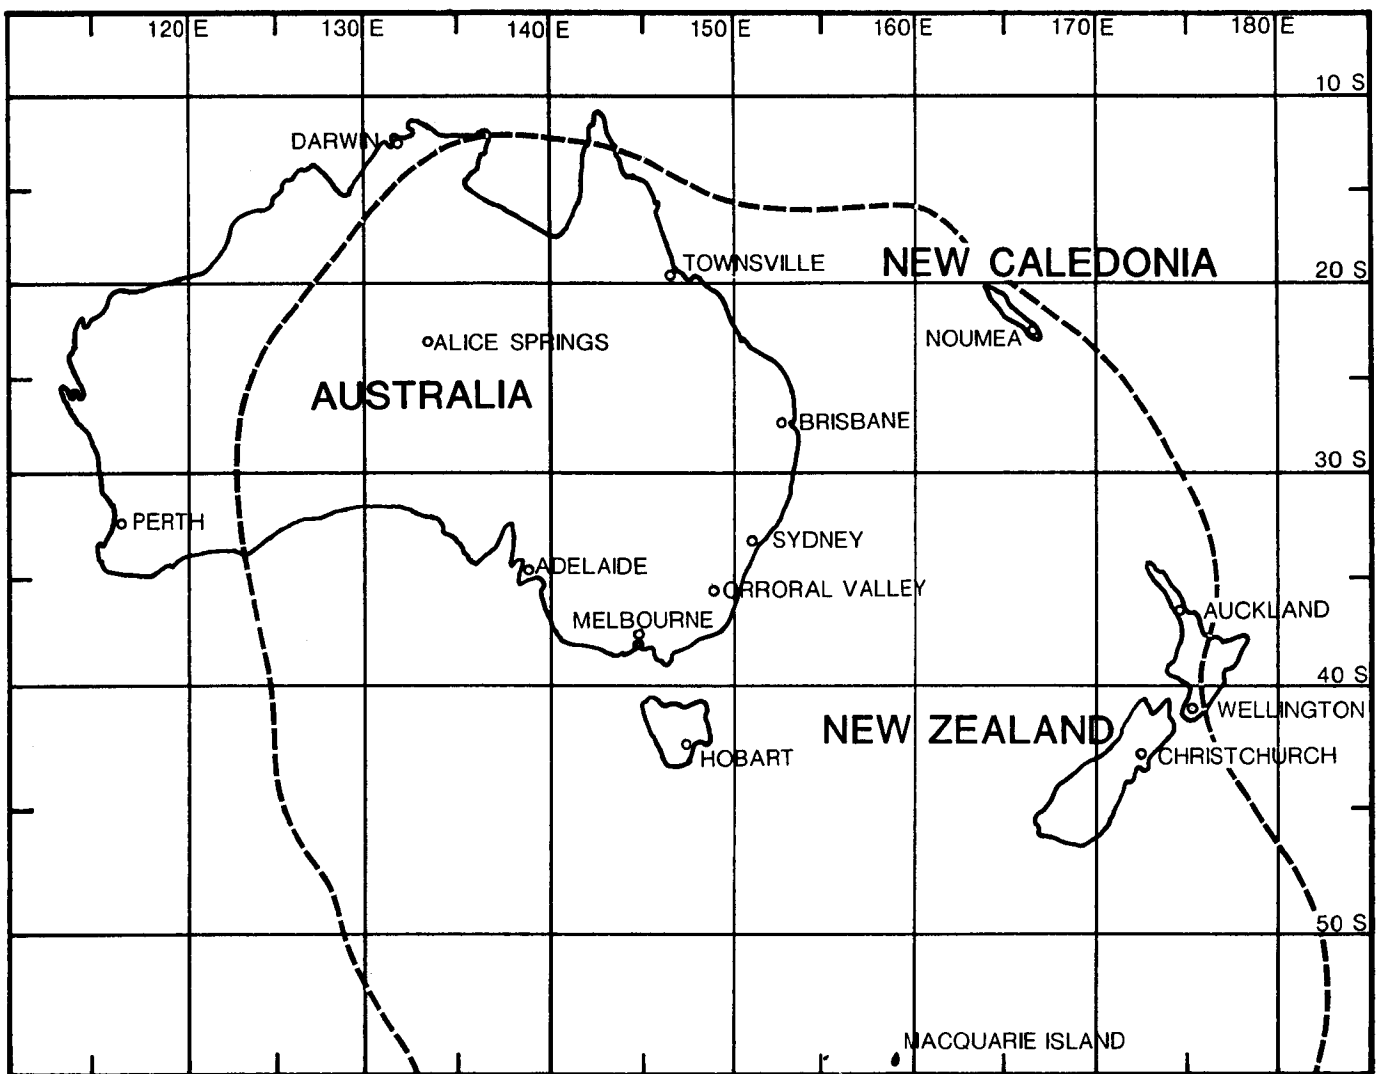 120 E 130 E 140 E 150 E 160 E 170 E 180 E
10 S
DARWIN
TOWNSVILLE
NEW CALEDONIA
20 S
NOUMEA
ALICE SPRINGS
AUSTRALIA
BRISBANE
30 S
PERTH
SYDNEY
ADELAIDE
ORRORAL VALLEY
MELBOURNE
AUCKLAND
40 S
WELLINGTON
NEW ZEALAND
HOBART
CHRISTCHURCH
50 S
MACQUARIE ISLAND